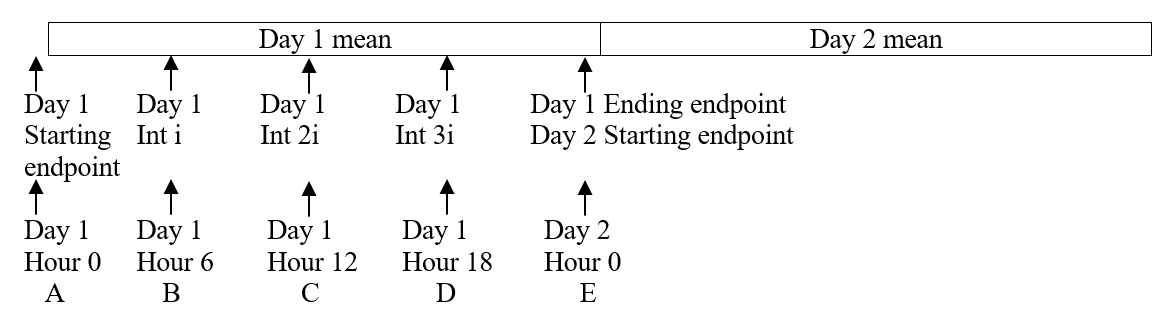 Day 1 mean Day 2 mean
Day 1 Day 1 Day 1 Day 1 Day 1 Ending endpoint
Starting Int i Int 2i Int 3i Day 2 Starting endpoint
endpoint
Day 1 Day 1 Day 1 Day 1 Day 2
Hour 0 Hour 6 Hour 12 Hour 18 Hour 0
A B C D E